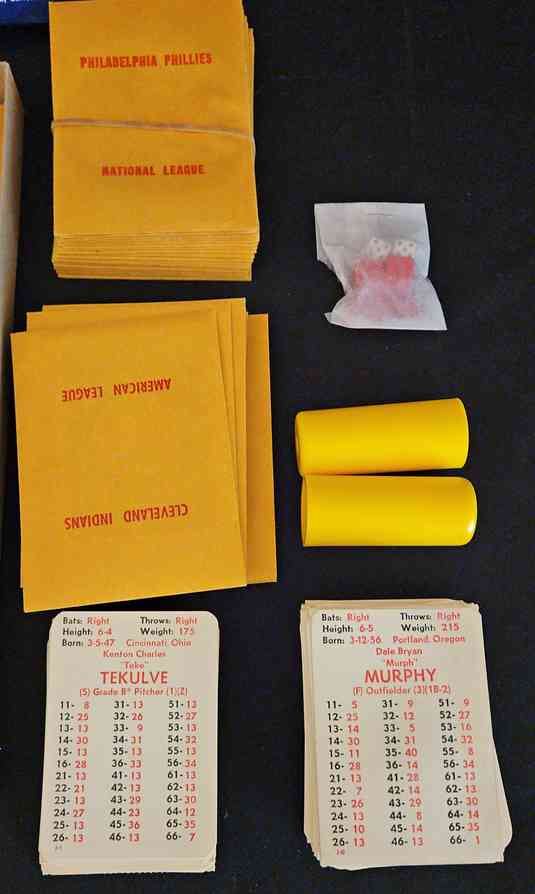 PHILADELPHIA PHILLIES
NATIONAL LEAGUE
AMERICAN LEAGUE
CLEVELAND INDIANS
Bats: Right Throws: Right
Height: 6-4 Weight: 175
Born: 3-5-47 Cincinnati, Ohio
Kenton Charles
"Teke"
TEKULVE
(5) Grade B* Pitcher (1)(Z)
11- 8 31- 13 51- 13
12- 25 32- 26 52- 27
13- 13 33- 9 53- 13
14- 30 34- 31 54- 32
15- 13 35- 13 55- 13
16- 28 36- 33 56- 34
21- 13 41- 13 61- 13
22- 21 42- 13 62- 13
23- 13 43- 29 63- 30
24- 27 44- 23 64- 12
25- 13 45- 36 65- 35
26- 13 46- 13 66- 7
Bats: Right Throws: Right
Height: 6-5 Weight: 215
Born: 3-12-56 Portland, Oregon
Dale Bryan
"Murph"
MURPHY
(F) Outfielder (3)(1B-2)
11- 5 31- 9 51- 9
12- 25 32- 12 52- 27
13- 14 33- 5 53- 16
14- 30 34- 31 54- 32
15- 11 35- 40 55- 8
16- 28 36- 14 56- 34
21- 13 41- 28 61- 14
22- 7 42- 14 62- 13
23- 26 43- 29 63- 30
24- 13 44- 8 64- 14
25- 10 45- 14 65- 35
26- 13 46- 13 66- 1